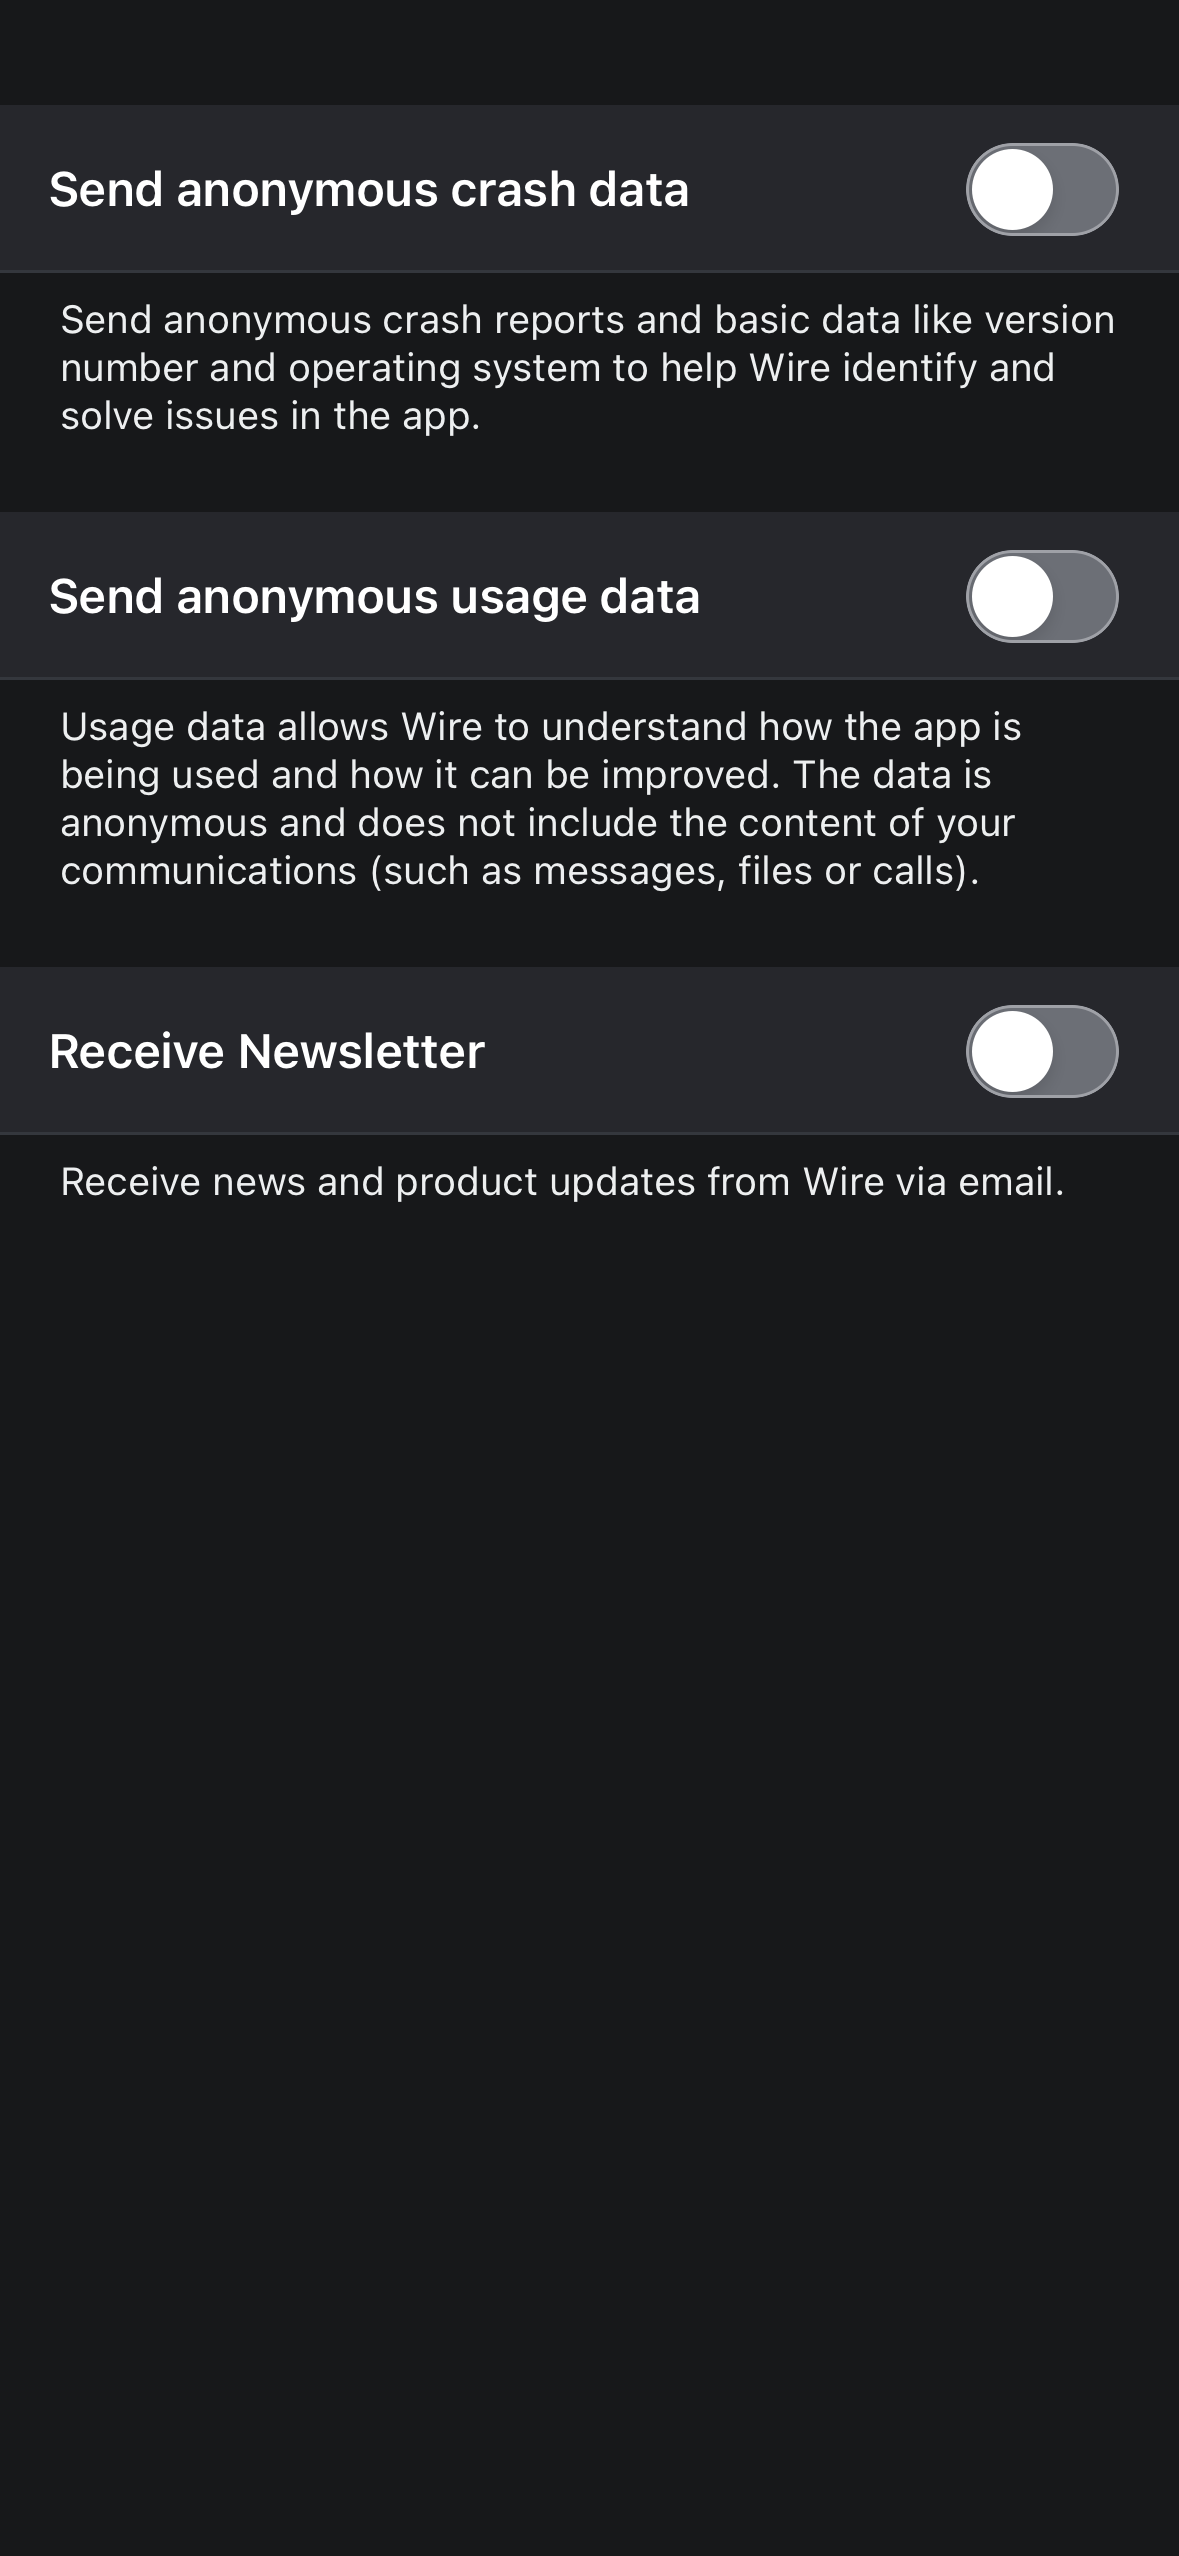 Send anonymous crash data
Send anonymous crash reports and basic data like version
number and operating system to help Wire identify and
solve issues in the app.
Send anonymous usage data
Usage data allows Wire to understand how the app is
being used and how it can be improved. The data is
anonymous and does not include the content of your
communications (such as messages, files or calls).
Receive Newsletter
Receive news and product updates from Wire via email.